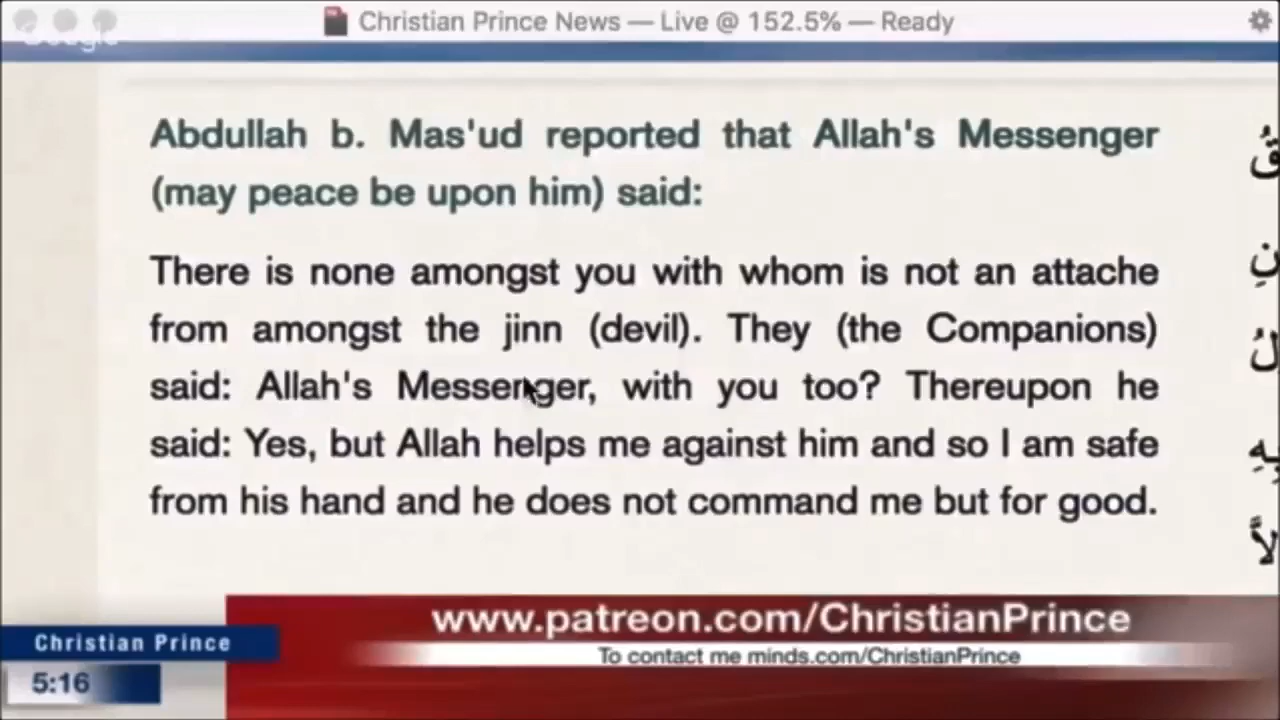 Christian Prince News — Live @ 152.5% — Ready
Google
Abdullah b. Mas'ud reported that Allah's Messenger
(may peace be upon him) said:
There is none amongst you with whom is not an attache
from amongst the jinn (devil). They (the Companions)
said: Allah's Messenger, with you too? Thereupon he
said: Yes, but Allah helps me against him and so I am safe
from his hand and he does not command me but for good.
www.patreon.com/ChristianPrince
Christian Prince
To contact me minds.com/ChristianPrince
5:16